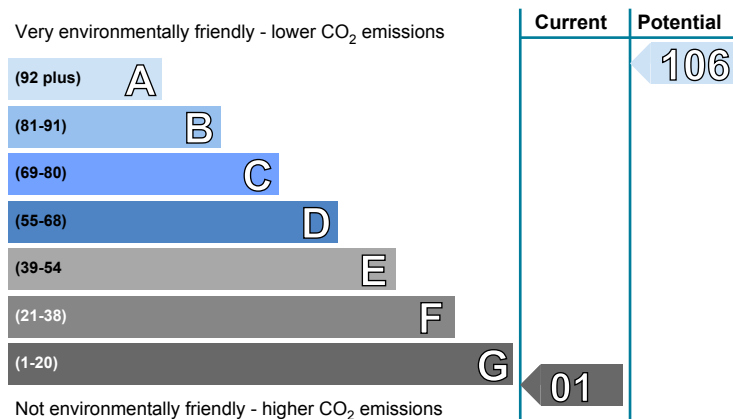 Current Potential
Very environmentally friendly - lower CO₂ emissions
106
(92 plus) A
(81-91) B
(69-80) C
(55-68) D
(39-54 E
(21-38) F
(1-20) G
01
Not environmentally friendly - higher CO₂ emissions